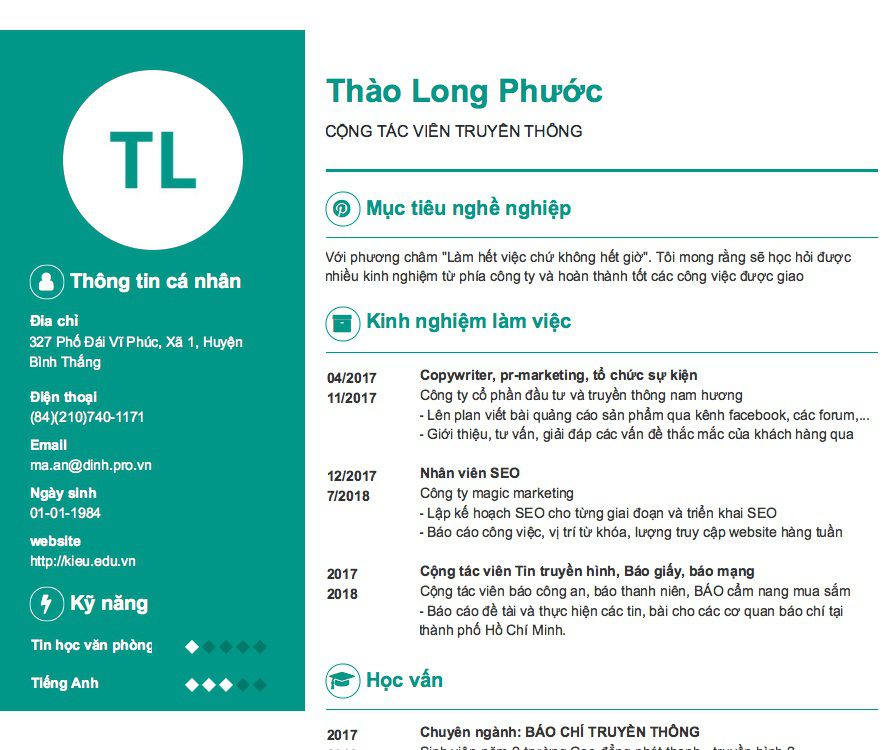 TL
Thông tin cá nhân
Đia chỉ
327 Phố Đái Vĩ Phúc, Xã 1, Huyện
Bình Thắng
Điện thoại
(84)(210)740-1171
Email
ma.an@dinh.pro.vn
Ngày sinh
01-01-1984
website
http://kieu.edu.vn
Kỹ năng
Tin học văn phòng
Tiếng Anh
Thào Long Phước
CỘNG TÁC VIÊN TRUYỀN THÔNG
Mục tiêu nghề nghiệp
Với phương châm "Làm hết việc chứ không hết giờ". Tôi mong rằng sẽ học hỏi được
nhiều kinh nghiệm từ phía công ty và hoàn thành tốt các công việc được giao
Kinh nghiệm làm việc
04/2017
11/2017
Copywriter, pr-marketing, tổ chức sự kiện
Công ty cổ phần đầu tư và truyền thông nam hương
- Lên plan viết bài quảng cáo sản phẩm qua kênh facebook, các forum,...
- Giới thiệu, tư vấn, giải đáp các vấn đề thắc mắc của khách hàng qua
12/2017
7/2018
Nhân viên SEO
Công ty magic marketing
- Lập kế hoạch SEO cho từng giai đoạn và triển khai SEO
- Báo cáo công việc, vị trí từ khóa, lượng truy cập website hàng tuần
2017
2018
Cộng tác viên Tin truyền hình, Báo giấy, báo mạng
Cộng tác viên báo công an, báo thanh niên, BÁO cẩm nang mua sắm
- Báo cáo đề tài và thực hiện các tin, bài cho các cơ quan báo chí tại
thành phố Hồ Chí Minh.
Học vấn
2017
Chuyên ngành: BÁO CHÍ TRUYỀN THÔNG